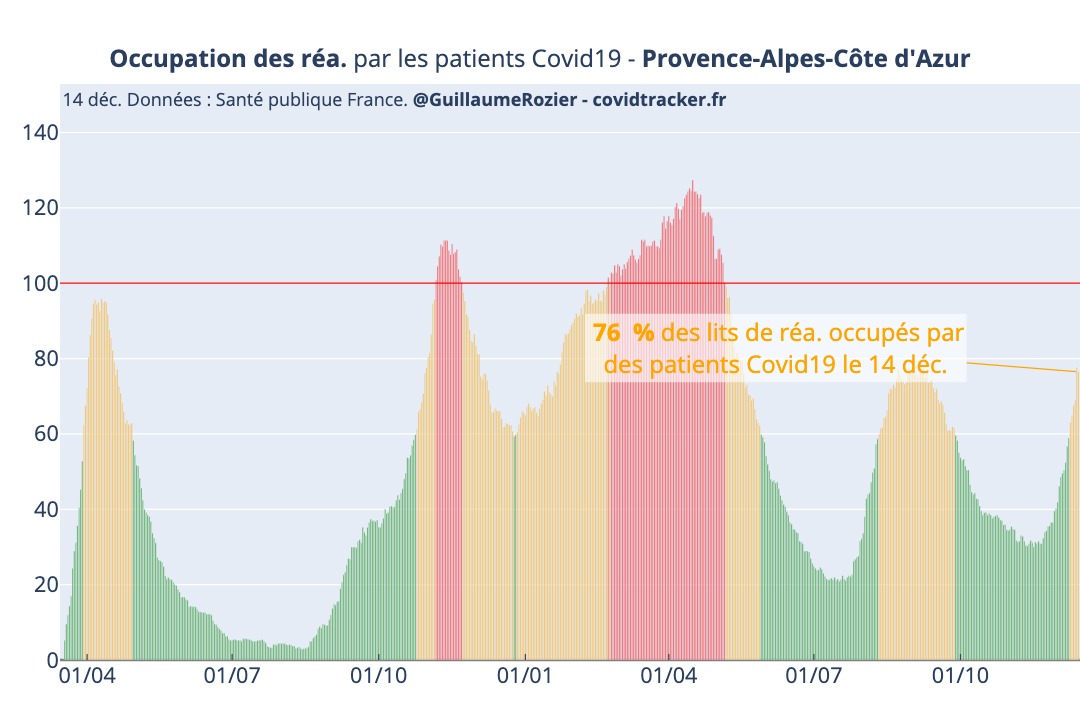 Occupation des réa. par les patients Covid19 - Provence-Alpes-Côte d'Azur
14 déc. Données : Santé publique France. @GuillaumeRozier - covidtracker.fr
140
120
100
80
60
40
20
0
76 % des lits de réa. occupés par
des patients Covid19 le 14 déc.
01/04 01/07 01/10 01/01 01/04 01/07 01/10